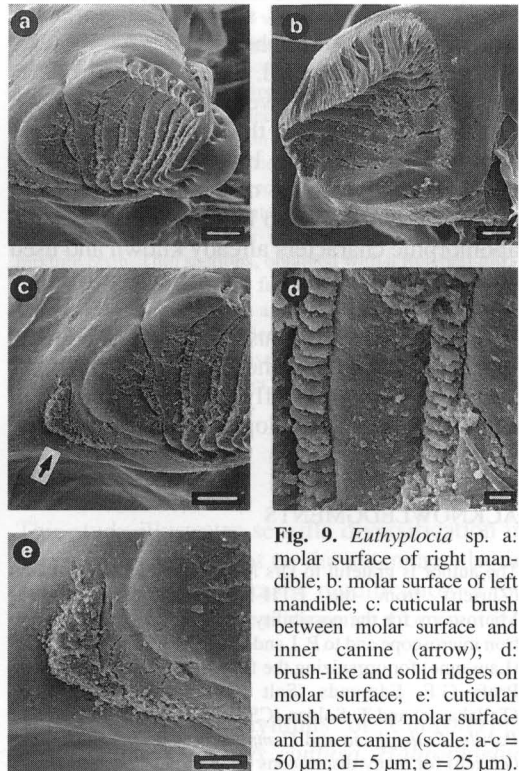 a
b
c
d
e
Fig. 9. Euthyplocia sp. a:
molar surface of right man-
dible; b: molar surface of left
mandible; c: cuticular brush
between molar surface and
inner canine (arrow); d:
brush-like and solid ridges on
molar surface; e: cuticular
brush between molar surface
and inner canine (scale: a-c =
50 µm; d = 5 µm; e = 25 µm).